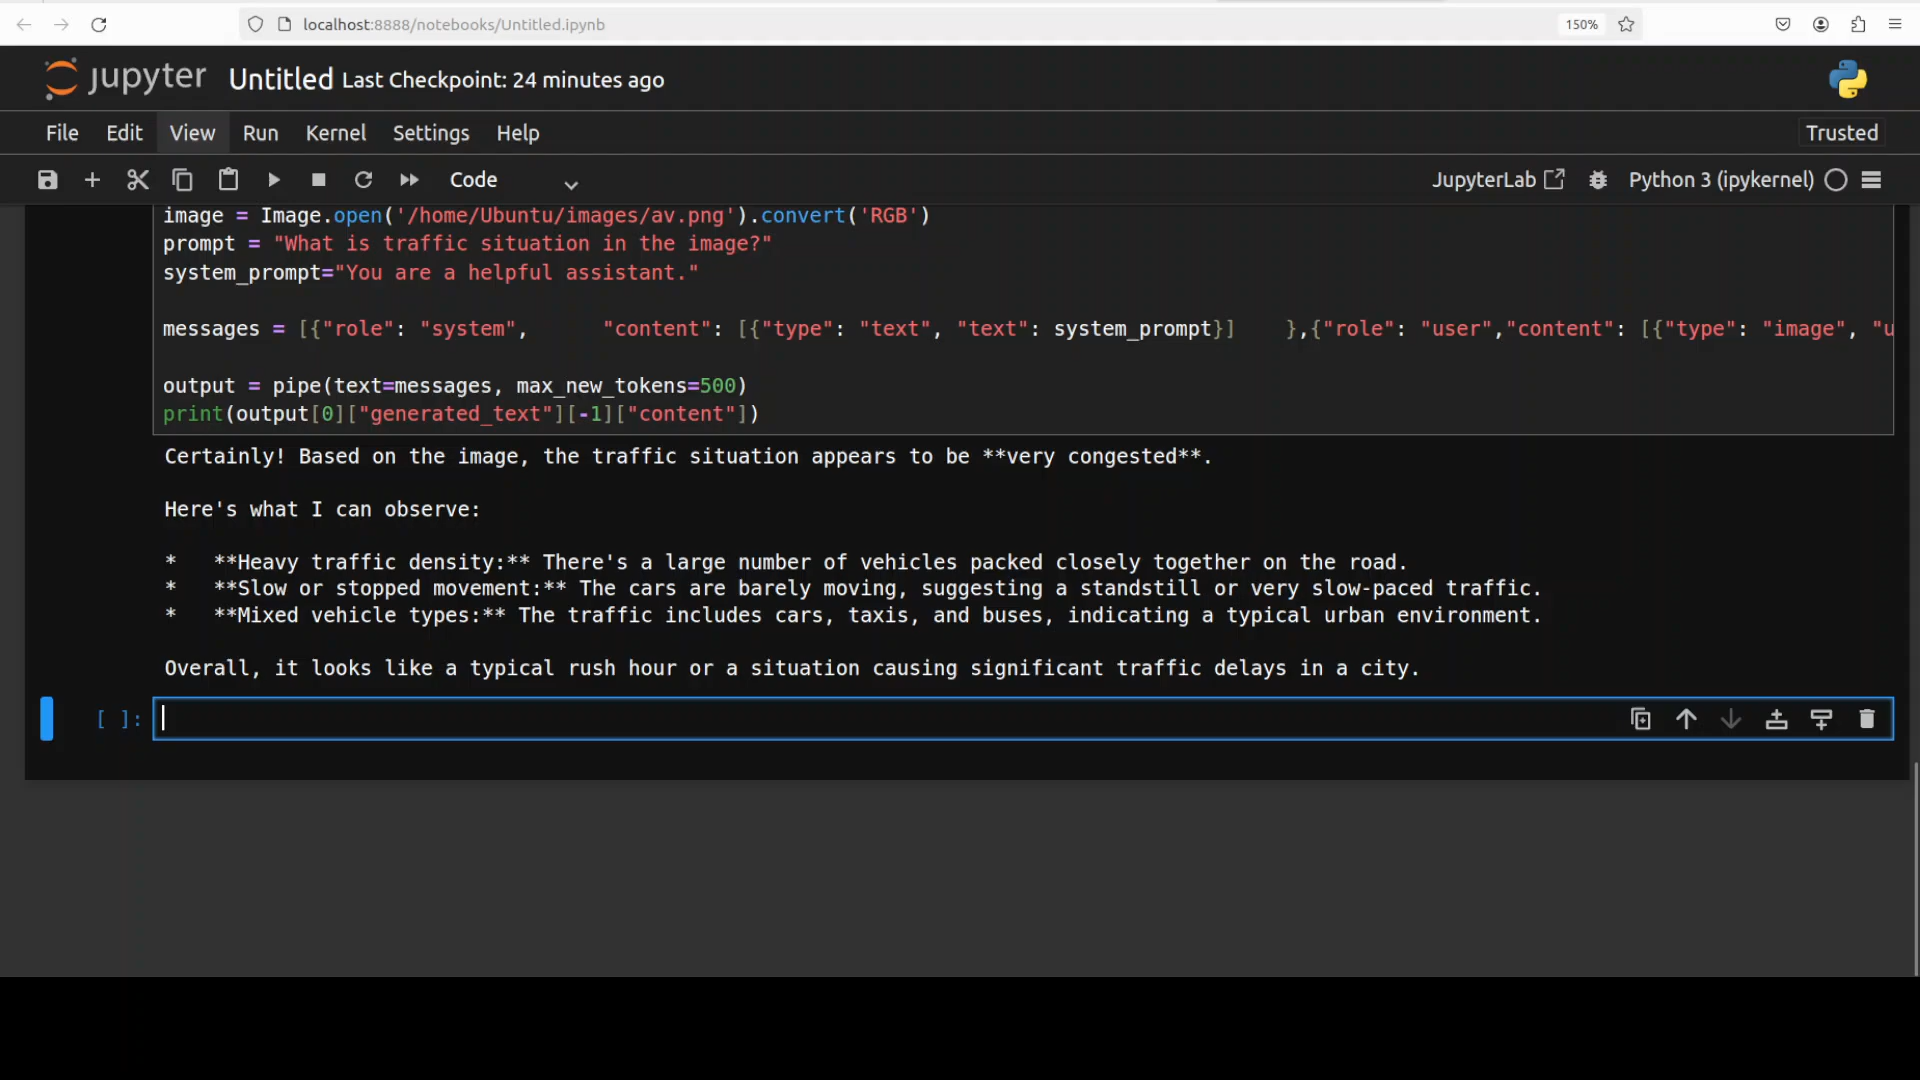 localhost:8888/notebooks/Untitled.ipynb 150%
jupyter Untitled Last Checkpoint: 24 minutes ago
File Edit View Run Kernel Settings Help Trusted
Code JupyterLab Python 3 (ipykernel)
image = Image.open('/home/Ubuntu/images/av.png').convert('RGB')
prompt = "What is traffic situation in the image?"
system_prompt="You are a helpful assistant."
messages = [{"role": "system",      "content": [{"type": "text", "text": system_prompt}]    },{"role": "user","content": [{"type": "image", "u
output = pipe(text=messages, max_new_tokens=500)
print(output[0]["generated_text"][-1]["content"])
Certainly! Based on the image, the traffic situation appears to be **very congested**.
Here's what I can observe:
*   **Heavy traffic density:** There's a large number of vehicles packed closely together on the road.
*   **Slow or stopped movement:** The cars are barely moving, suggesting a standstill or very slow-paced traffic.
*   **Mixed vehicle types:** The traffic includes cars, taxis, and buses, indicating a typical urban environment.
Overall, it looks like a typical rush hour or a situation causing significant traffic delays in a city.
[ ]: